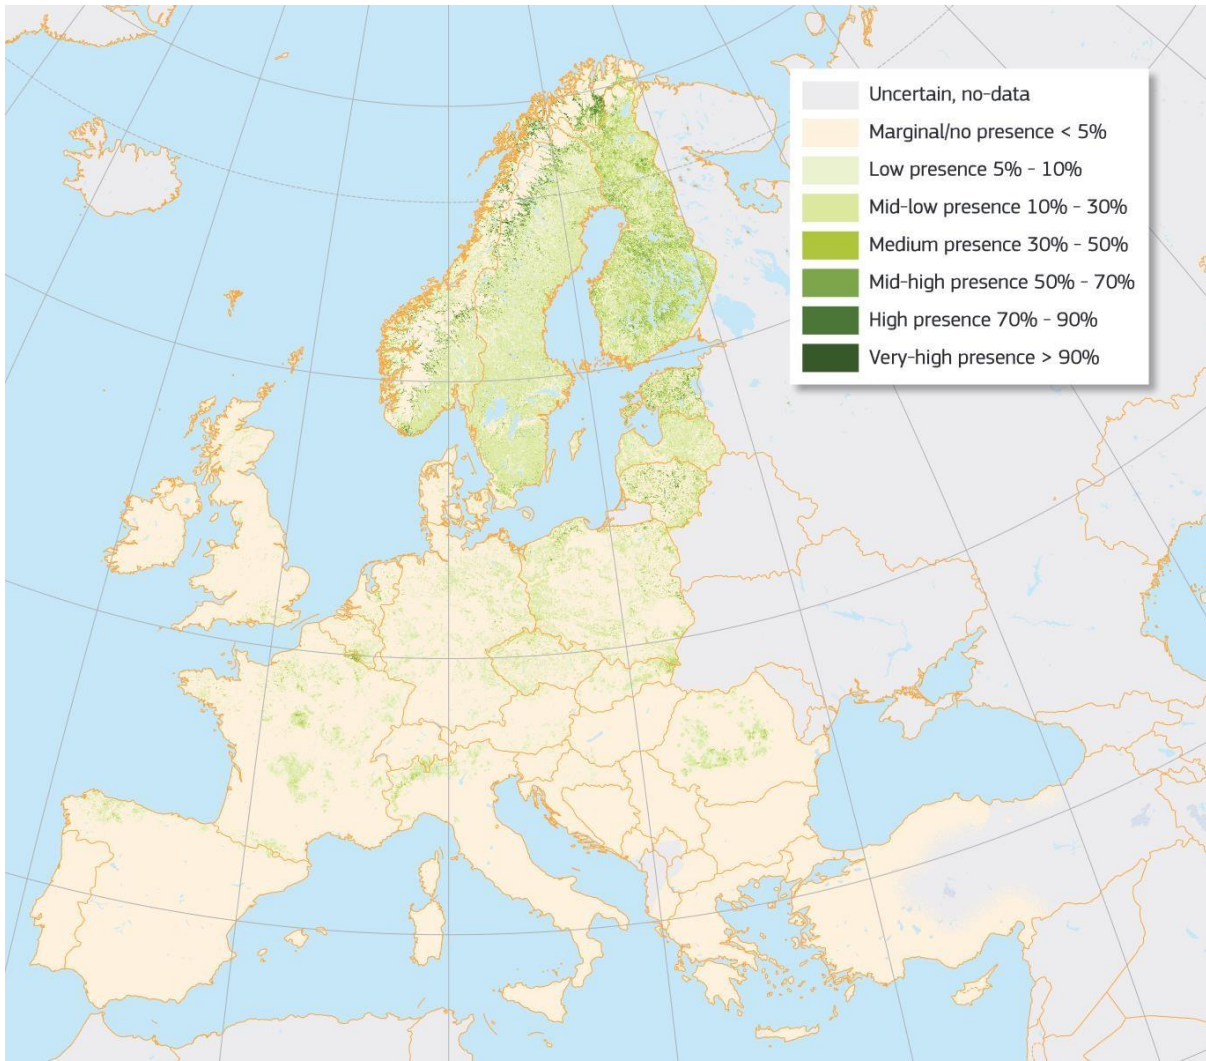 Uncertain, no-data
Marginal/no presence < 5%
Low presence 5% - 10%
Mid-low presence 10% - 30%
Medium presence 30% - 50%
Mid-high presence 50% - 70%
High presence 70% - 90%
Very-high presence > 90%